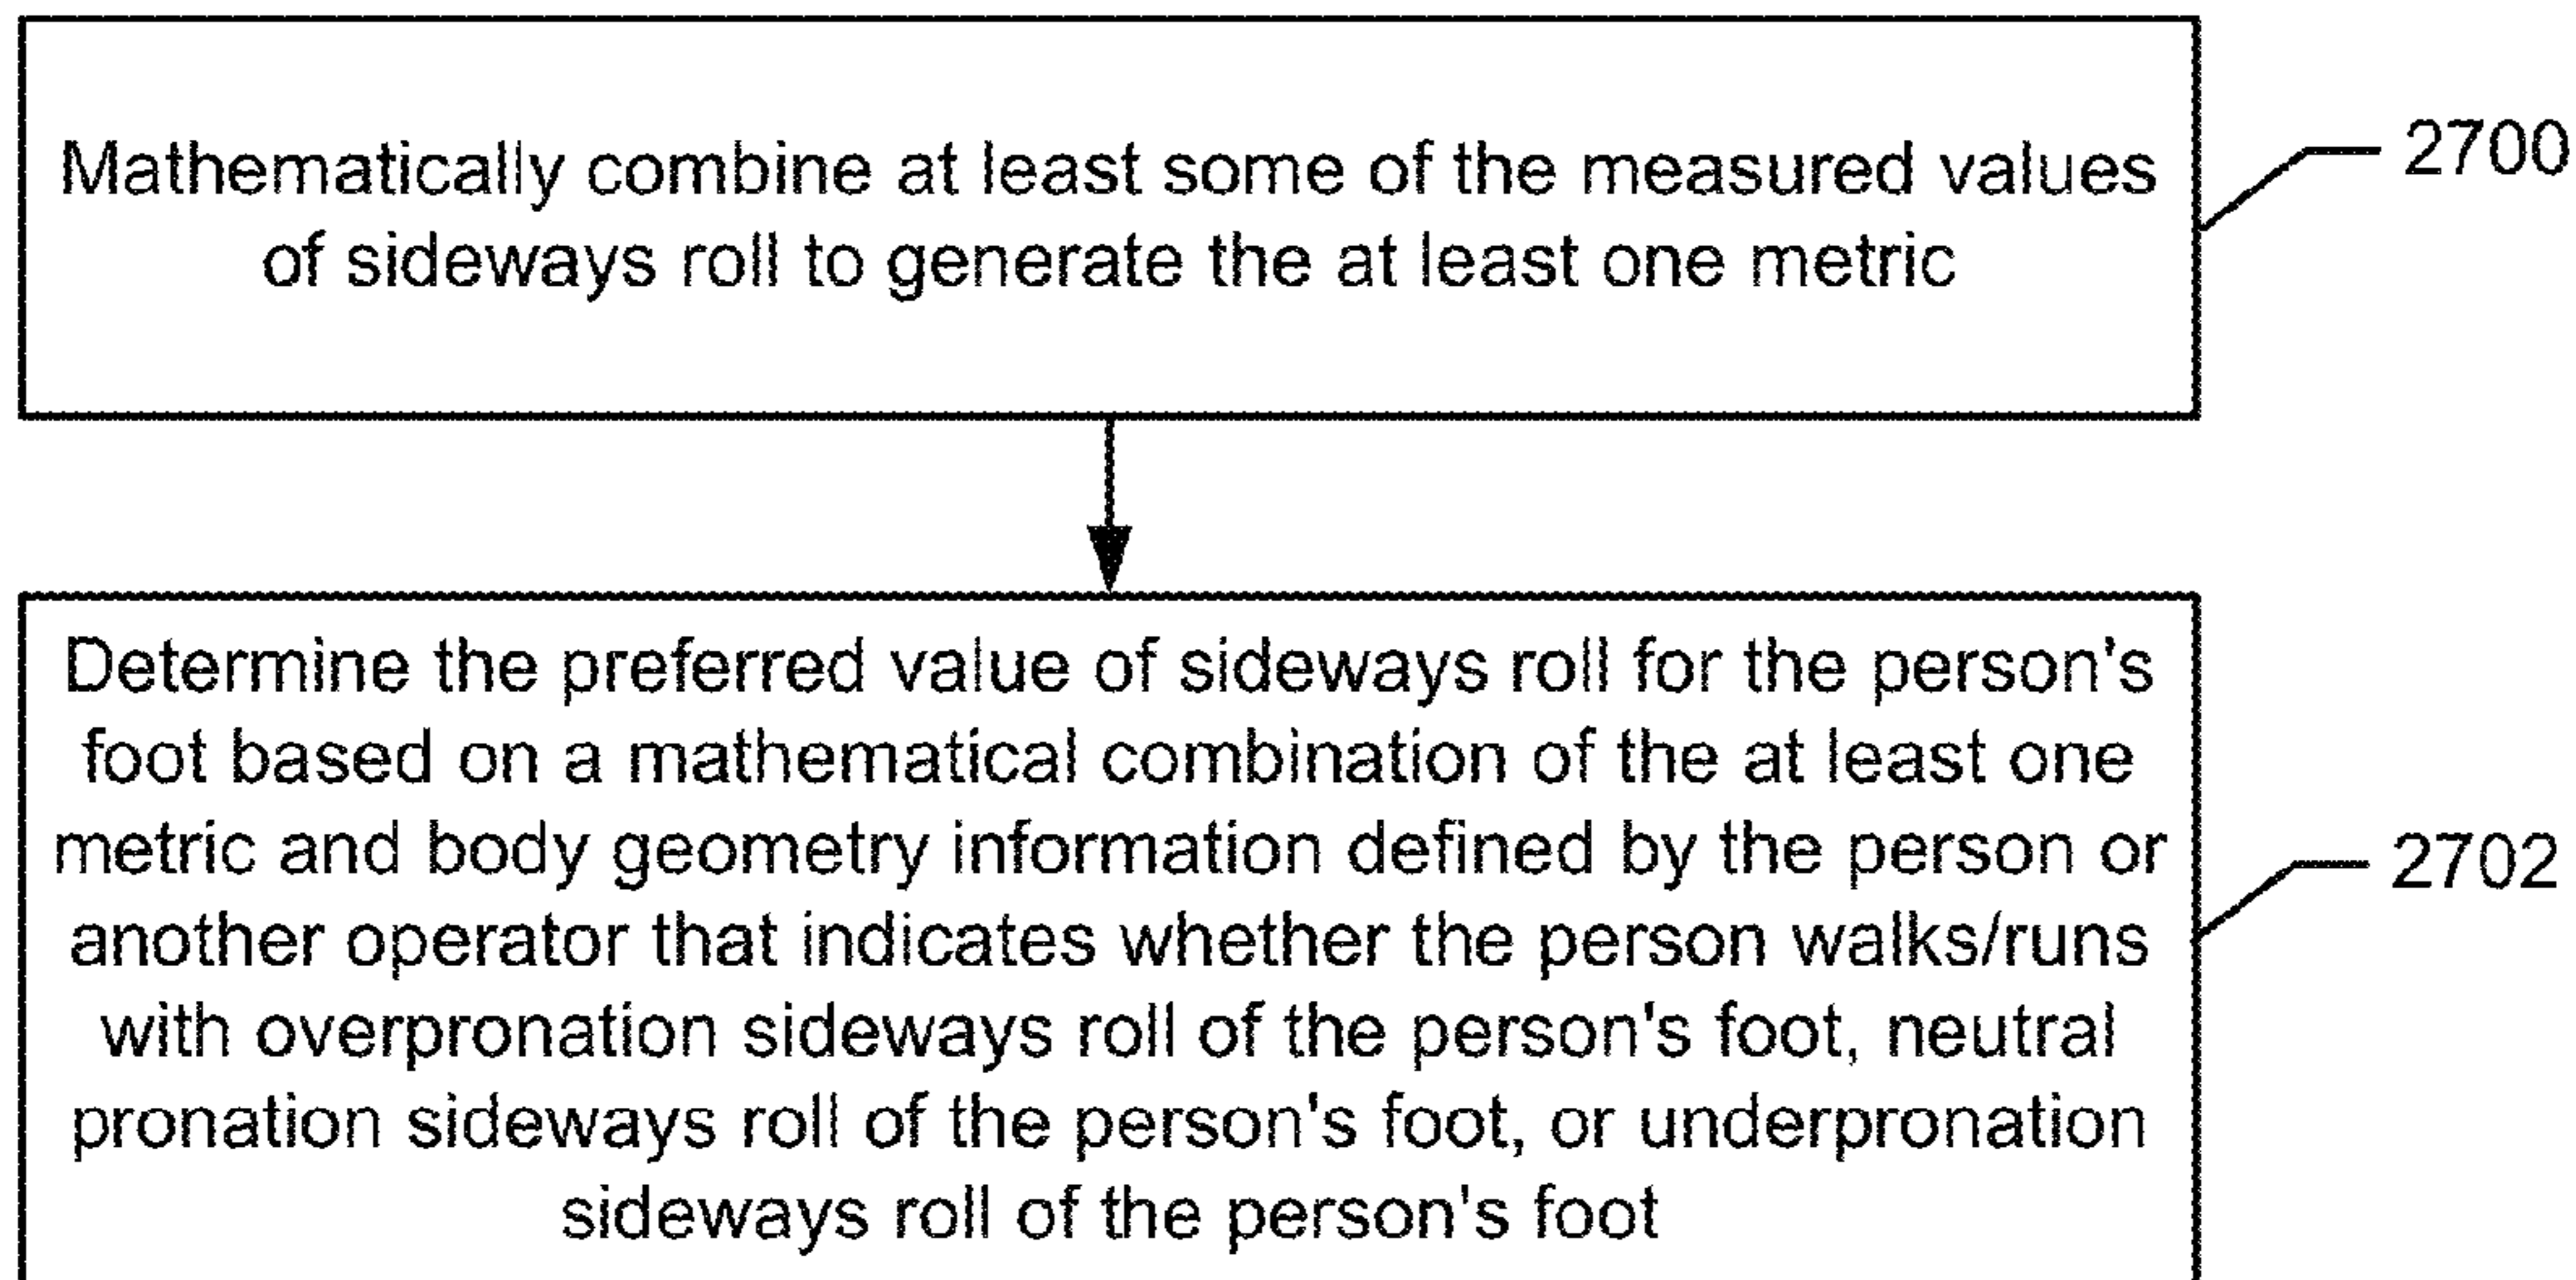 Mathematically combine at least some of the measured values
of sideways roll to generate the at least one metric
2700
Determine the preferred value of sideways roll for the person's
foot based on a mathematical combination of the at least one
metric and body geometry information defined by the person or
another operator that indicates whether the person walks/runs
with overpronation sideways roll of the person's foot, neutral
pronation sideways roll of the person's foot, or underpronation
sideways roll of the person's foot
2702